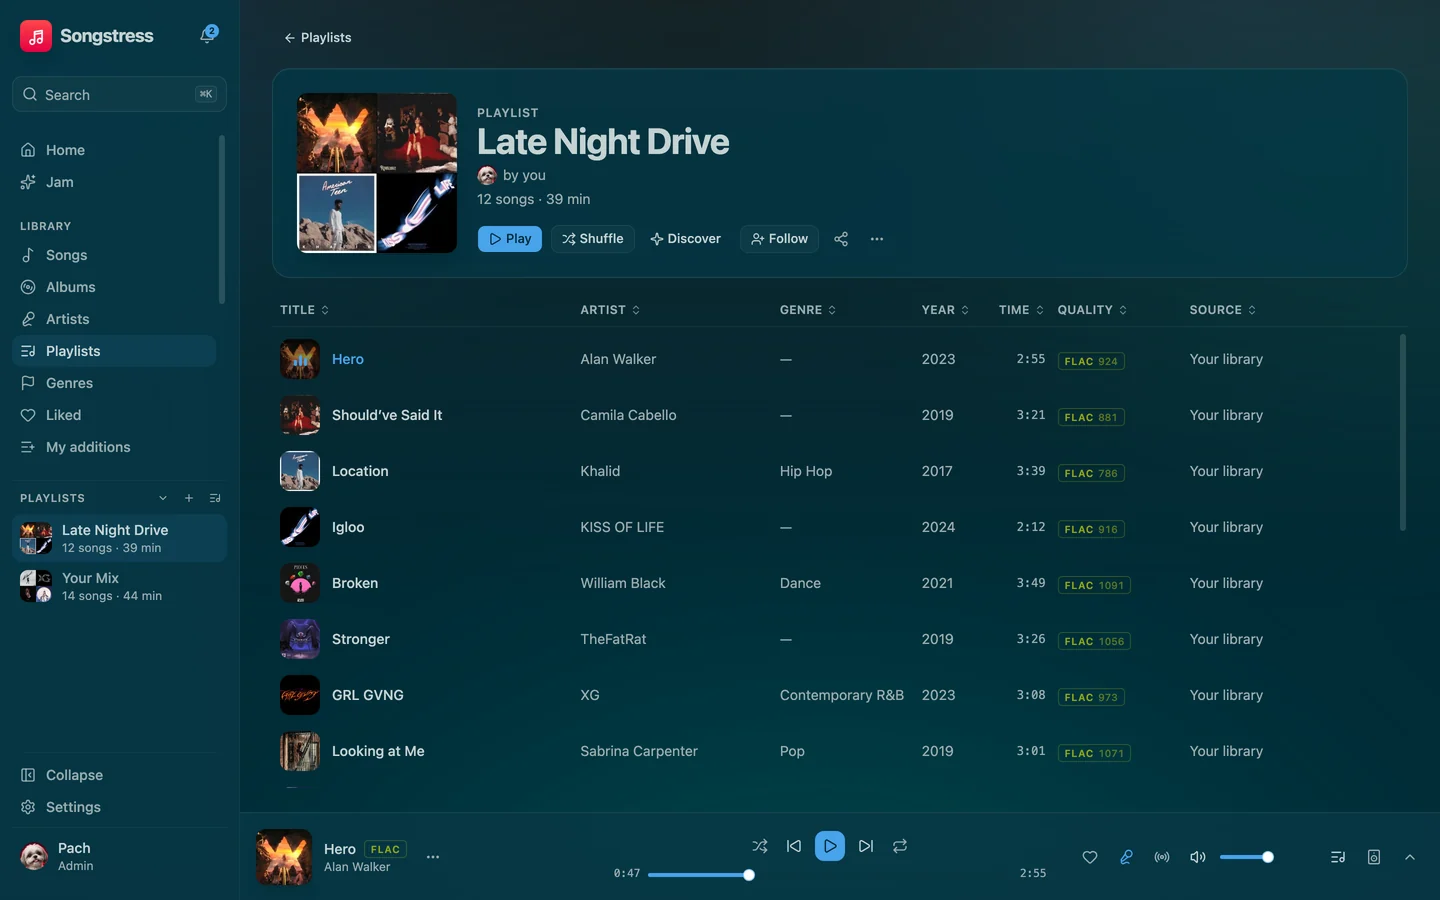 Songstress
2
Search
⌘K
Home
Jam
LIBRARY
Songs
Albums
Artists
Playlists
Genres
Liked
My additions
PLAYLISTS
Late Night Drive
12 songs · 39 min
Your Mix
14 songs · 44 min
Collapse
Settings
Pach
Admin
← Playlists
American
Teen
PLAYLIST
Late Night Drive
by you
12 songs · 39 min
Play Shuffle Discover Follow
TITLE ARTIST GENRE YEAR TIME QUALITY SOURCE
Hero Alan Walker — 2023 2:55 FLAC 924 Your library
Should've Said It Camila Cabello — 2019 3:21 FLAC 881 Your library
Location Khalid Hip Hop 2017 3:39 FLAC 786 Your library
Igloo KISS OF LIFE — 2024 2:12 FLAC 916 Your library
Broken William Black Dance 2021 3:49 FLAC 1091 Your library
Stronger TheFatRat — 2019 3:26 FLAC 1056 Your library
GRL GVNG XG Contemporary R&B 2023 3:08 FLAC 973 Your library
Looking at Me Sabrina Carpenter Pop 2019 3:01 FLAC 1071 Your library
Hero FLAC
Alan Walker
0:47
2:55